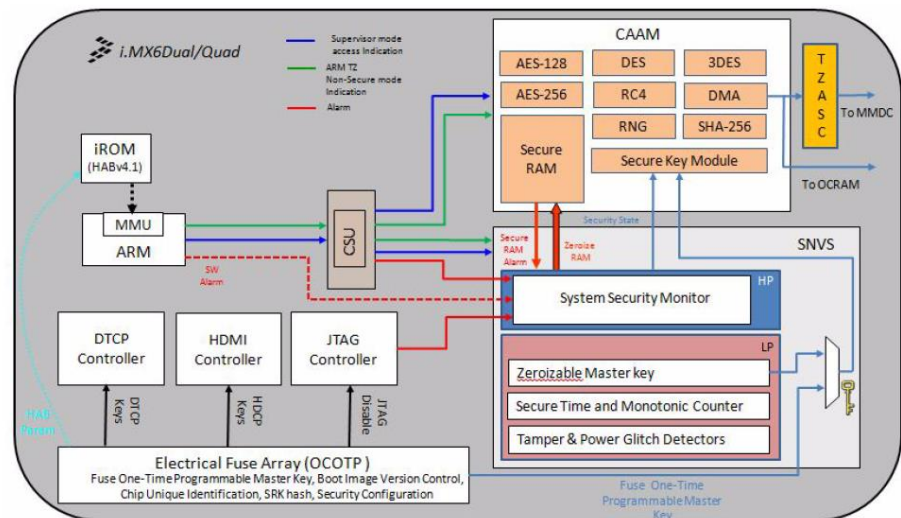 i.MX6Dual/Quad
Supervisor mode
access Indication
ARM TZ
Non-Secure mode
Indication
Alarm
CAAM
AES-128
DES
3DES
AES-256
RC4
DMA
RNG
SHA-256
Secure
RAM
Secure Key Module
T
Z
A
S
C
To MMDC
To OCRAM
iROM
(HABv4.1)
MMU
ARM
CSU
SW
Alarm
Secure
RAM
Alarm
Zeroize
RAM
Security State
SNVS
HP
System Security Monitor
LP
Zeroizable Master key
Secure Time and Monotonic Counter
Tamper & Power Glitch Detectors
DTCP
Controller
HDMI
Controller
JTAG
Controller
DTCP
Keys
HDCP
Keys
JTAG
Disable
HAB
Param
Electrical Fuse Array (OCOTP )
Fuse One-Time Programmable Master Key, Boot Image Version Control,
Chip Unique Identification, SRK hash, Security Configuration
Fuse One-Time
Programmable Master
Key